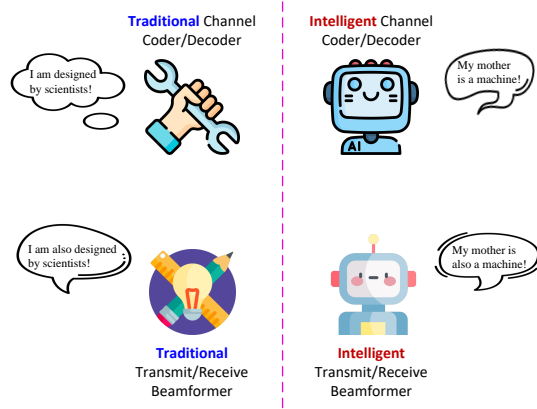 Traditional Channel
Coder/Decoder
Intelligent Channel
Coder/Decoder
I am designed
by scientists!
My mother
is a machine!
AI
I am also designed
by scientists!
My mother is
also a machine!
Traditional
Transmit/Receive
Beamformer
Intelligent
Transmit/Receive
Beamformer